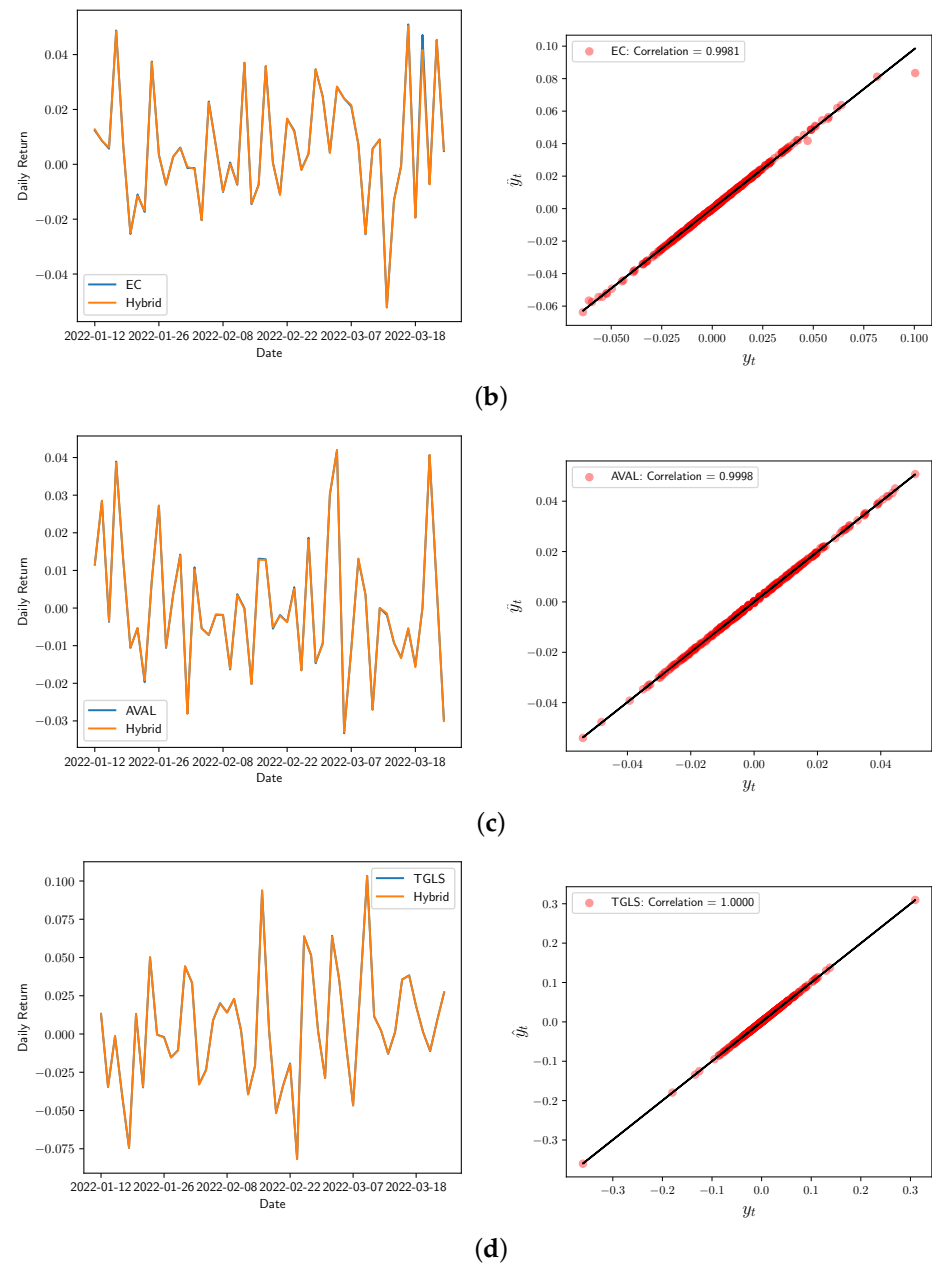 0.04
0.02
0.00
−0.02
−0.04
Daily Return
EC
Hybrid
2022-01-12 2022-01-26 2022-02-08 2022-02-22 2022-03-07 2022-03-18
Date
EC: Correlation = 0.9981
0.10
0.08
0.06
0.04
0.02
0.00
−0.02
−0.04
−0.06
ŷt
−0.050 −0.025 0.000 0.025 0.050 0.075 0.100
yt
(b)
0.04
0.03
0.02
0.01
0.00
−0.01
−0.02
−0.03
Daily Return
AVAL
Hybrid
2022-01-12 2022-01-26 2022-02-08 2022-02-22 2022-03-07 2022-03-18
Date
AVAL: Correlation = 0.9998
0.04
0.02
0.00
−0.02
−0.04
ŷt
−0.04 −0.02 0.00 0.02 0.04
yt
(c)
0.100
0.075
0.050
0.025
0.000
−0.025
−0.050
−0.075
Daily Return
TGLS
Hybrid
2022-01-12 2022-01-26 2022-02-08 2022-02-22 2022-03-07 2022-03-18
Date
TGLS: Correlation = 1.0000
0.3
0.2
0.1
0.0
−0.1
−0.2
−0.3
ŷt
−0.3 −0.2 −0.1 0.0 0.1 0.2 0.3
yt
(d)